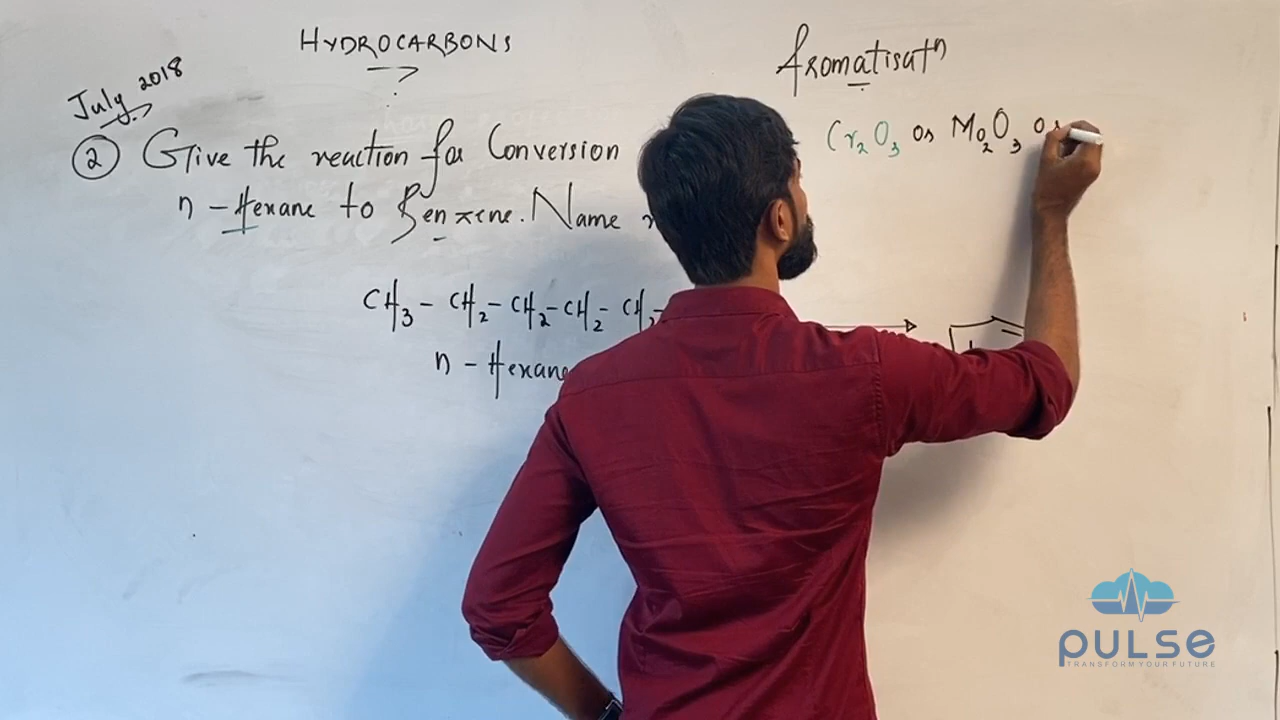 HYDROCARBONS
Aromatisatⁿ
July 2018
② Give the reaction for Conversion
n - Hexane to Benzene. Name
Cr₂O₃ or Mo₂O₃ or
CH₃ - CH₂ - CH₂ - CH₂ - CH₂ -
n - Hexane
PULSE
TRANSFORM YOUR FUTURE